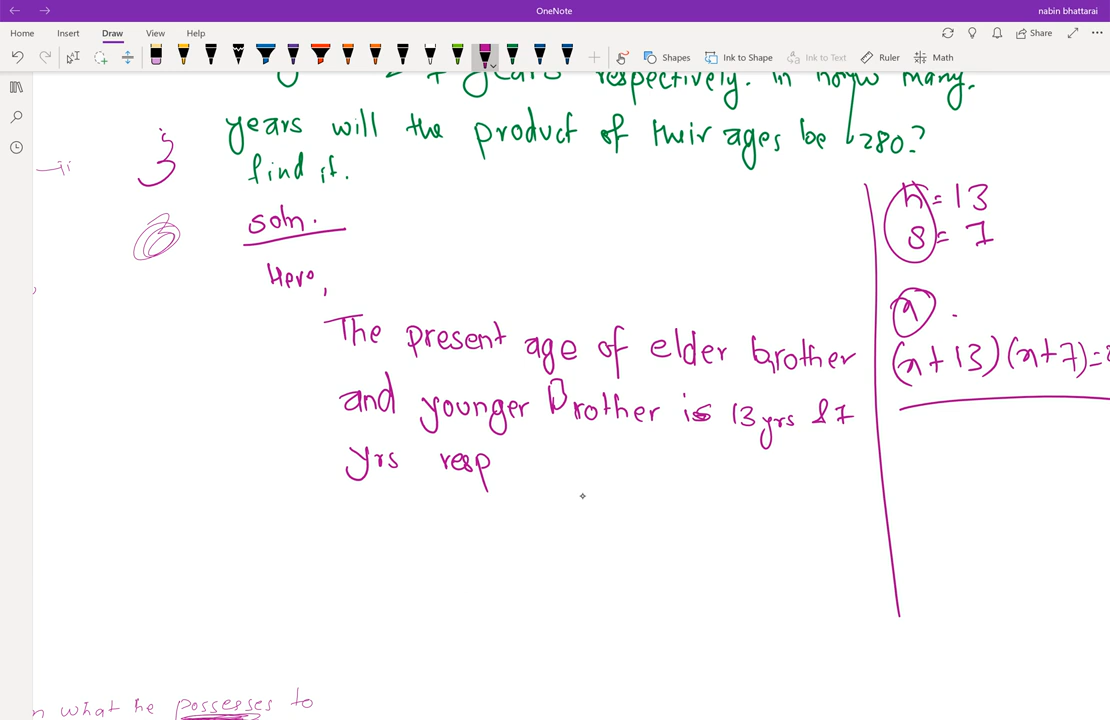 OneNote
nabin bhattarai
Home Insert Draw View Help
Share
Shapes Ink to Shape Ink to Text Ruler Math
years respectively. in how many
years will the product of their ages be 280?
find it.
soln.
Here,
The present age of elder brother
and younger Brother is 13 yrs & 7
yrs resp
= 13
8 = 7
(x + 13) (x + 7) =
n what he possesses to